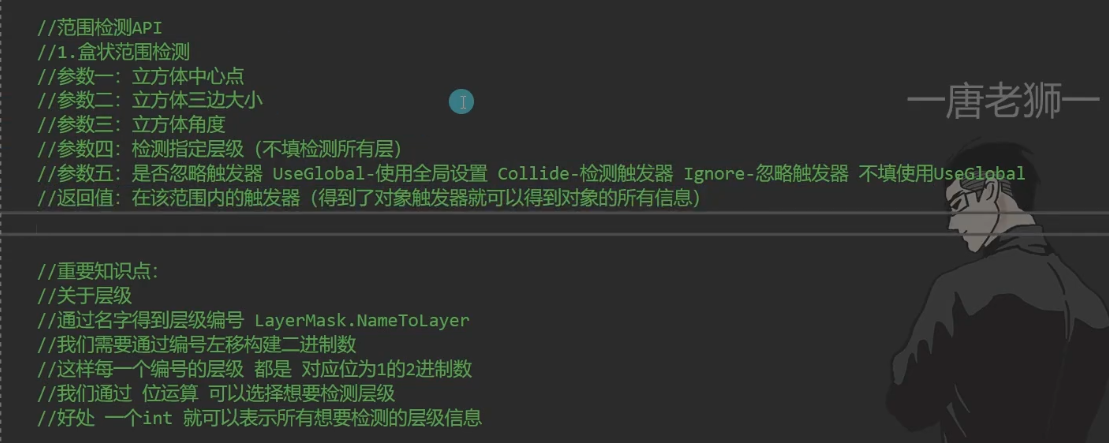 //范围检测API
//1.盒状范围检测
//参数一：立方体中心点
//参数二：立方体三边大小
//参数三：立方体角度
//参数四：检测指定层级（不填检测所有层）
//参数五：是否忽略触发器 UseGlobal-使用全局设置 Collide-检测触发器 Ignore-忽略触发器 不填使用UseGlobal
//返回值：在该范围内的触发器（得到了对象触发器就可以得到对象的所有信息）
//重要知识点：
//关于层级
//通过名字得到层级编号 LayerMask.NameToLayer
//我们需要通过编号左移构建二进制数
//这样每一个编号的层级 都是 对应位为1的2进制数
//我们通过 位运算 可以选择想要检测层级
//好处 一个int 就可以表示所有想要检测的层级信息
—唐老狮—